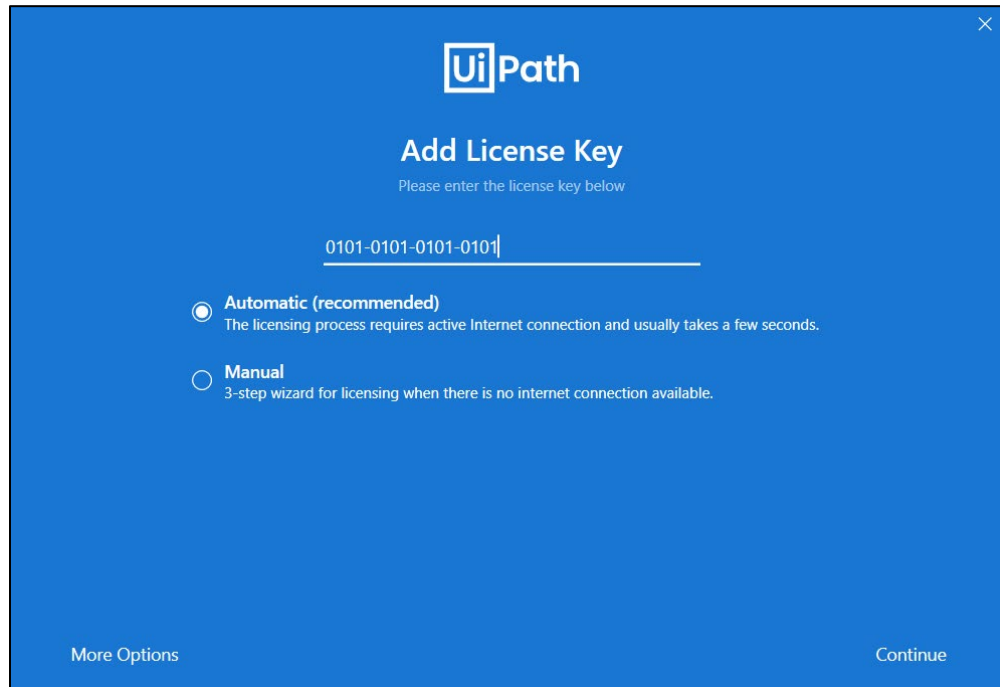 UiPath
Add License Key
Please enter the license key below
0101-0101-0101-0101
Automatic (recommended)
The licensing process requires active Internet connection and usually takes a few seconds.
Manual
3-step wizard for licensing when there is no internet connection available.
More Options
Continue